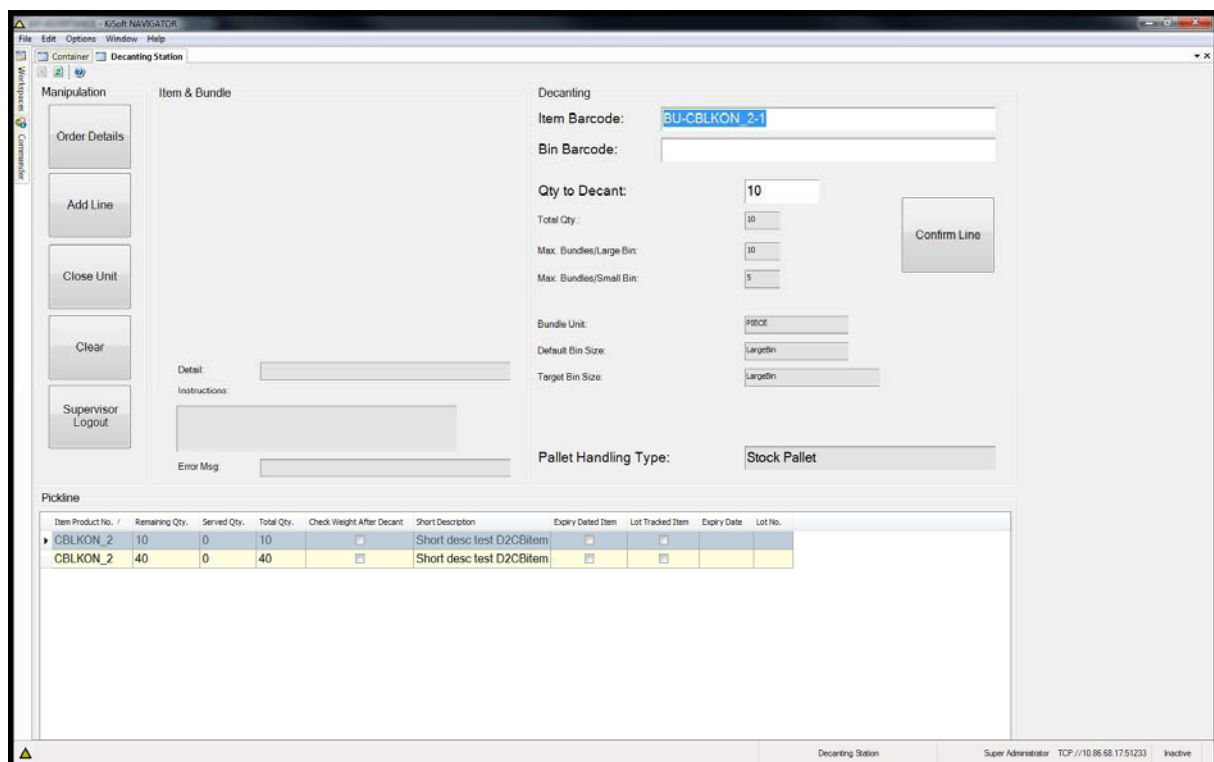 - KiSoft NAVIGATOR
File Edit Options Window Help
Container Decanting Station
Workspaces
Commander
Manipulation
Order Details
Add Line
Close Unit
Clear
Supervisor
Logout
Item & Bundle
Detail:
Instructions:
Error Msg:
Decanting
Item Barcode: BU-CBLKON_2-1
Bin Barcode:
Qty to Decant: 10
Total Qty.: 10
Max. Bundles/Large Bin: 10
Max. Bundles/Small Bin: 5
Confirm Line
Bundle Unit: PIECE
Default Bin Size: LargeBin
Target Bin Size: LargeBin
Pallet Handling Type: Stock Pallet
Pickline
Item Product No. / Remaining Qty. Served Qty. Total Qty. Check Weight After Decant Short Description Expiry Dated Item Lot Tracked Item Expiry Date Lot No.
CBLKON_2 10 0 10 Short desc test D2CBitem
CBLKON_2 40 0 40 Short desc test D2CBitem
Decanting Station Super Administrator TCP://10.86.68.17:51233 Inactive